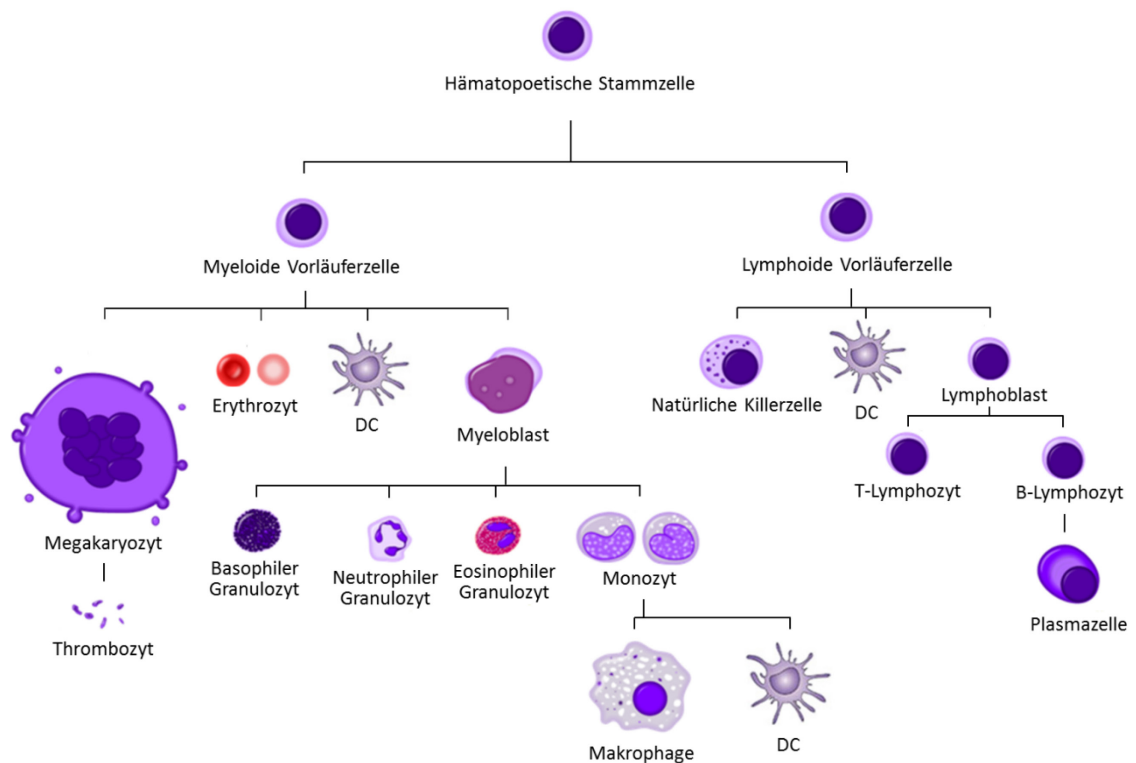 Hämatopoetische Stammzelle
Myeloide Vorläuferzelle
Lymphoide Vorläuferzelle
Erythrozyt
DC
Myeloblast
Natürliche Killerzelle
DC
Lymphoblast
T-Lymphozyt
B-Lymphozyt
Megakaryozyt
Basophiler
Granulozyt
Neutrophiler
Granulozyt
Eosinophiler
Granulozyt
Monozyt
Thrombozyt
Plasmazelle
Makrophage
DC